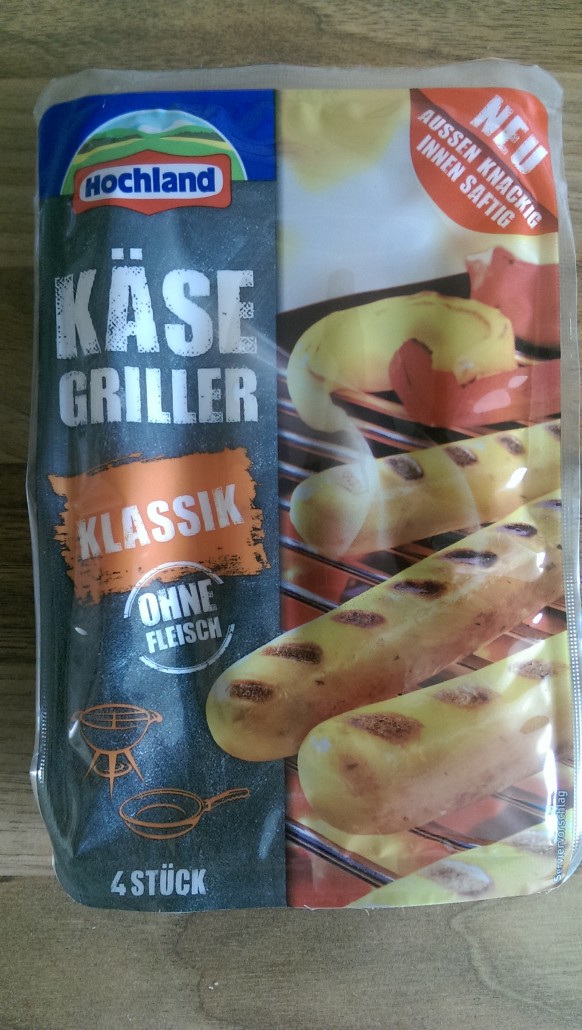 Hochland
NEU
AUSSEN KNACKIG
INNEN SAFTIG
KÄSE
GRILLER
KLASSIK
OHNE
FLEISCH
4 STÜCK
Serviervorschlag